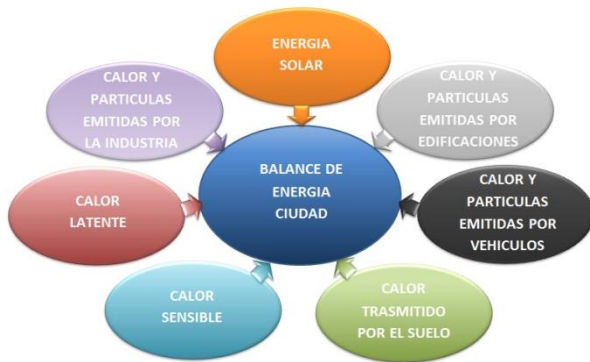 ENERGIA
SOLAR
CALOR Y
PARTICULAS
EMITIDAS POR
LA INDUSTRIA
CALOR Y
PARTICULAS
EMITIDAS POR
EDIFICACIONES
BALANCE DE
ENERGIA
CIUDAD
CALOR
LATENTE
CALOR Y
PARTICULAS
EMITIDAS POR
VEHICULOS
CALOR
SENSIBLE
CALOR
TRASMITIDO
POR EL SUELO